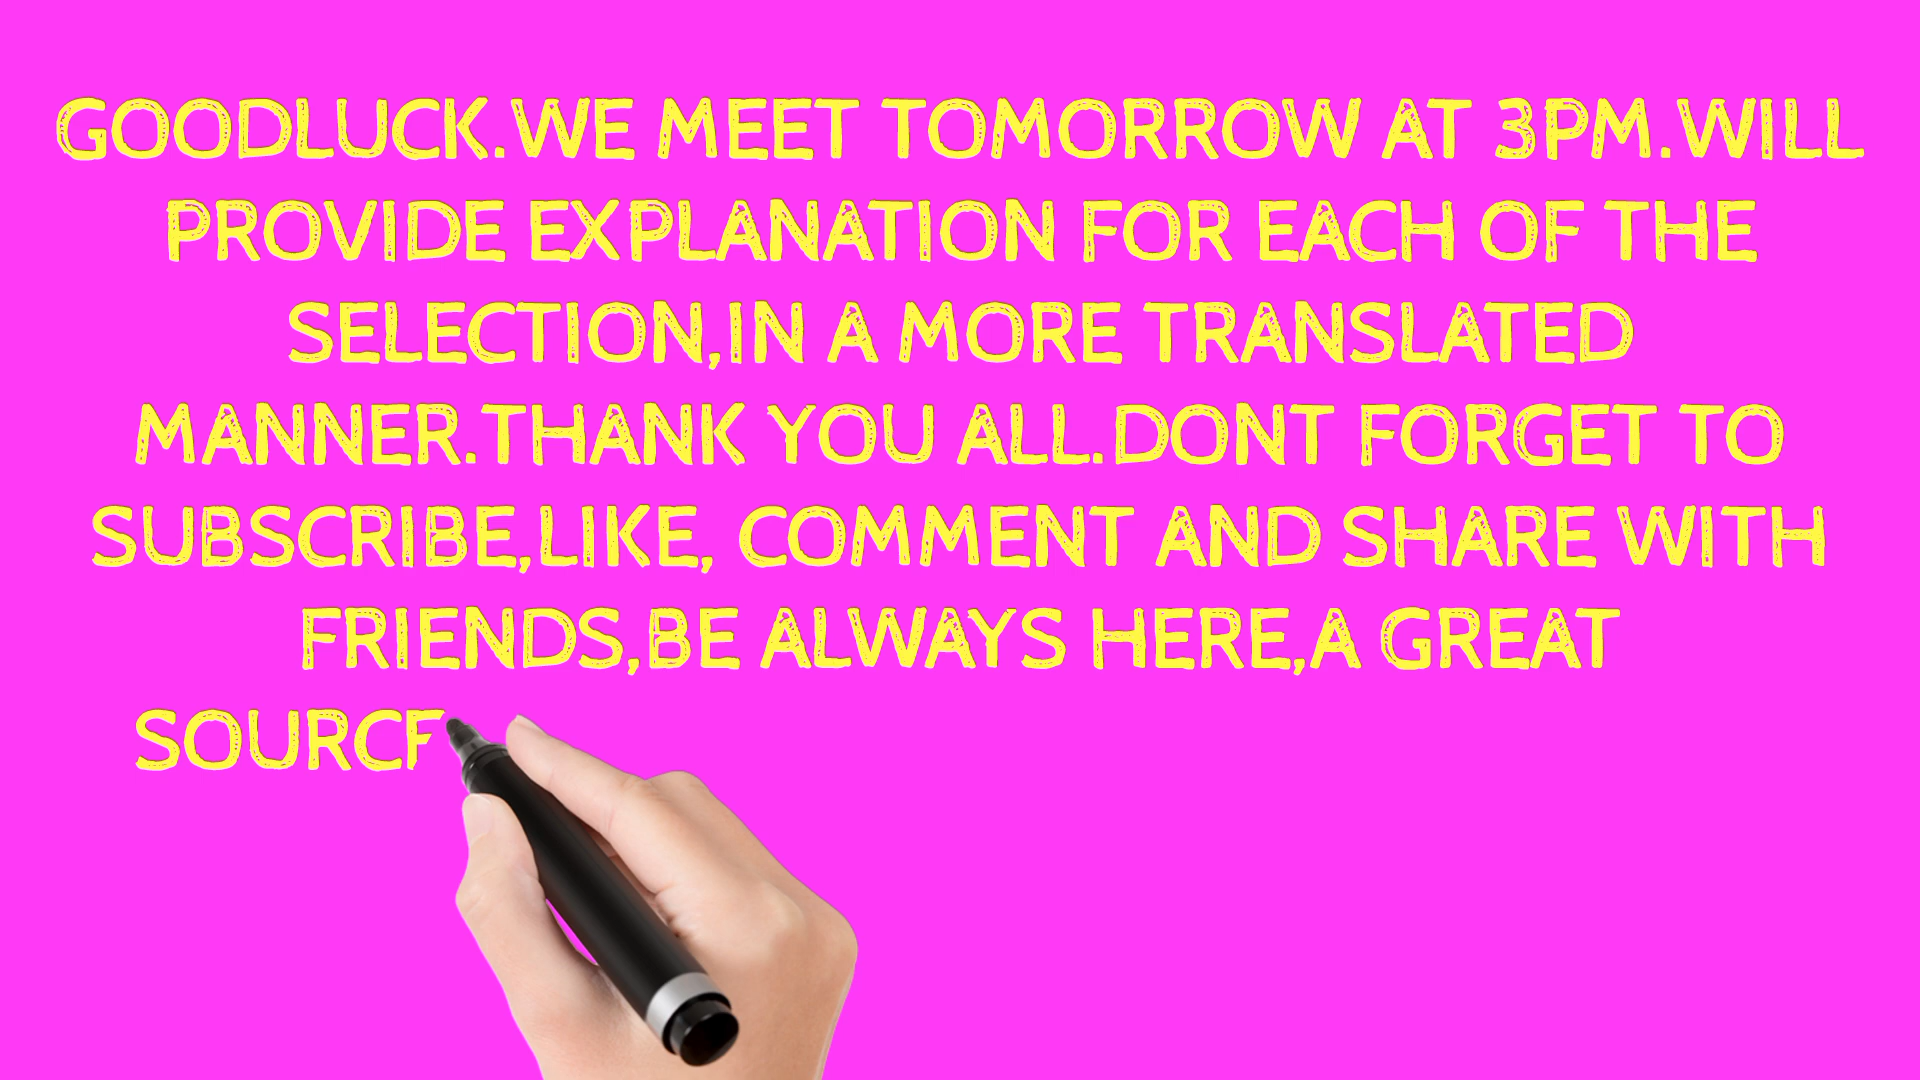 GOODLUCK.WE MEET TOMORROW AT 3PM.WILL
PROVIDE EXPLANATION FOR EACH OF THE
SELECTION,IN A MORE TRANSLATED
MANNER.THANK YOU ALL.DONT FORGET TO
SUBSCRIBE,LIKE, COMMENT AND SHARE WITH
FRIENDS,BE ALWAYS HERE,A GREAT